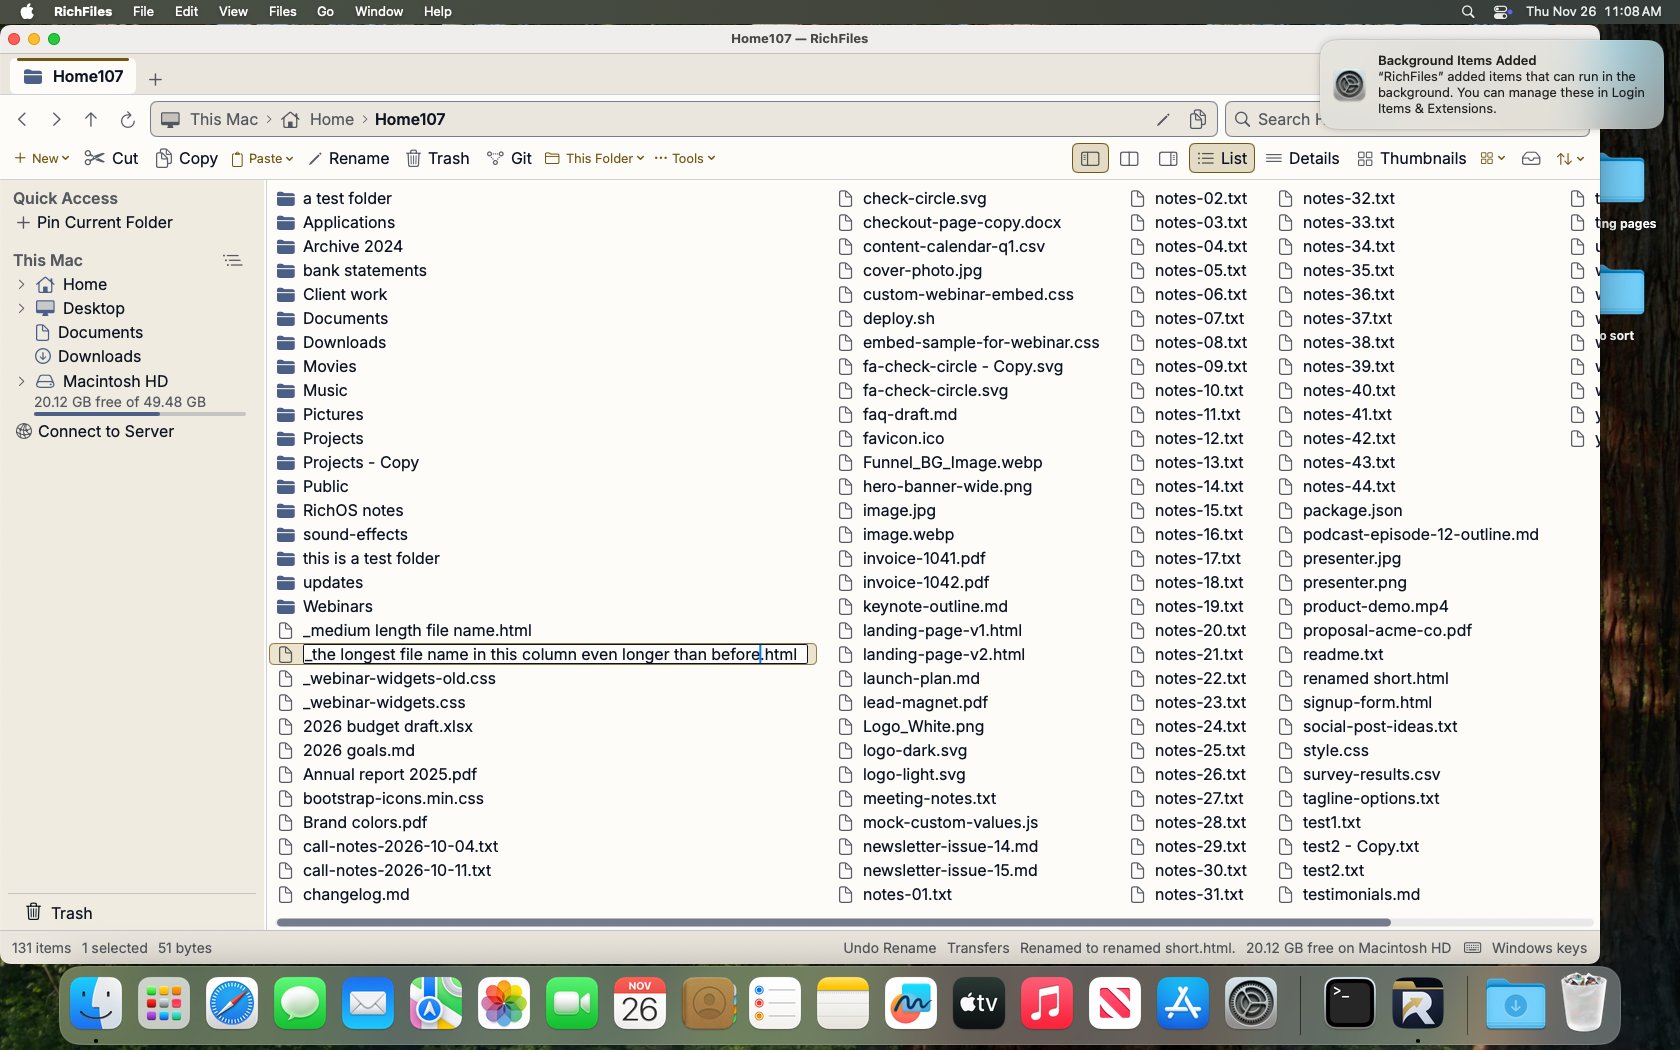 RichFiles File Edit View Files Go Window Help
Thu Nov 26 11:08 AM
Home107 — RichFiles
Home107
Background Items Added
“RichFiles” added items that can run in the
background. You can manage these in Login
Items & Extensions.
This Mac Home Home107
Search
New Cut Copy Paste Rename Trash Git This Folder Tools
List Details Thumbnails
Quick Access
Pin Current Folder
This Mac
Home
Desktop
Documents
Downloads
Macintosh HD
20.12 GB free of 49.48 GB
Connect to Server
Trash
a test folder
Applications
Archive 2024
bank statements
Client work
Documents
Downloads
Movies
Music
Pictures
Projects
Projects - Copy
Public
RichOS notes
sound-effects
this is a test folder
updates
Webinars
_medium length file name.html
_the longest file name in this column even longer than before.html
_webinar-widgets-old.css
_webinar-widgets.css
2026 budget draft.xlsx
2026 goals.md
Annual report 2025.pdf
bootstrap-icons.min.css
Brand colors.pdf
call-notes-2026-10-04.txt
call-notes-2026-10-11.txt
changelog.md
check-circle.svg
checkout-page-copy.docx
content-calendar-q1.csv
cover-photo.jpg
custom-webinar-embed.css
deploy.sh
embed-sample-for-webinar.css
fa-check-circle - Copy.svg
fa-check-circle.svg
faq-draft.md
favicon.ico
Funnel_BG_Image.webp
hero-banner-wide.png
image.jpg
image.webp
invoice-1041.pdf
invoice-1042.pdf
keynote-outline.md
landing-page-v1.html
landing-page-v2.html
launch-plan.md
lead-magnet.pdf
Logo_White.png
logo-dark.svg
logo-light.svg
meeting-notes.txt
mock-custom-values.js
newsletter-issue-14.md
newsletter-issue-15.md
notes-01.txt
notes-02.txt
notes-03.txt
notes-04.txt
notes-05.txt
notes-06.txt
notes-07.txt
notes-08.txt
notes-09.txt
notes-10.txt
notes-11.txt
notes-12.txt
notes-13.txt
notes-14.txt
notes-15.txt
notes-16.txt
notes-17.txt
notes-18.txt
notes-19.txt
notes-20.txt
notes-21.txt
notes-22.txt
notes-23.txt
notes-24.txt
notes-25.txt
notes-26.txt
notes-27.txt
notes-28.txt
notes-29.txt
notes-30.txt
notes-31.txt
notes-32.txt
notes-33.txt
notes-34.txt
notes-35.txt
notes-36.txt
notes-37.txt
notes-38.txt
notes-39.txt
notes-40.txt
notes-41.txt
notes-42.txt
notes-43.txt
notes-44.txt
package.json
podcast-episode-12-outline.md
presenter.jpg
presenter.png
product-demo.mp4
proposal-acme-co.pdf
readme.txt
renamed short.html
signup-form.html
social-post-ideas.txt
style.css
survey-results.csv
tagline-options.txt
test1.txt
test2 - Copy.txt
test2.txt
testimonials.md
pages
sort
131 items 1 selected 51 bytes
Undo Rename Transfers Renamed to renamed short.html. 20.12 GB free on Macintosh HD Windows keys
NOV
26
tv